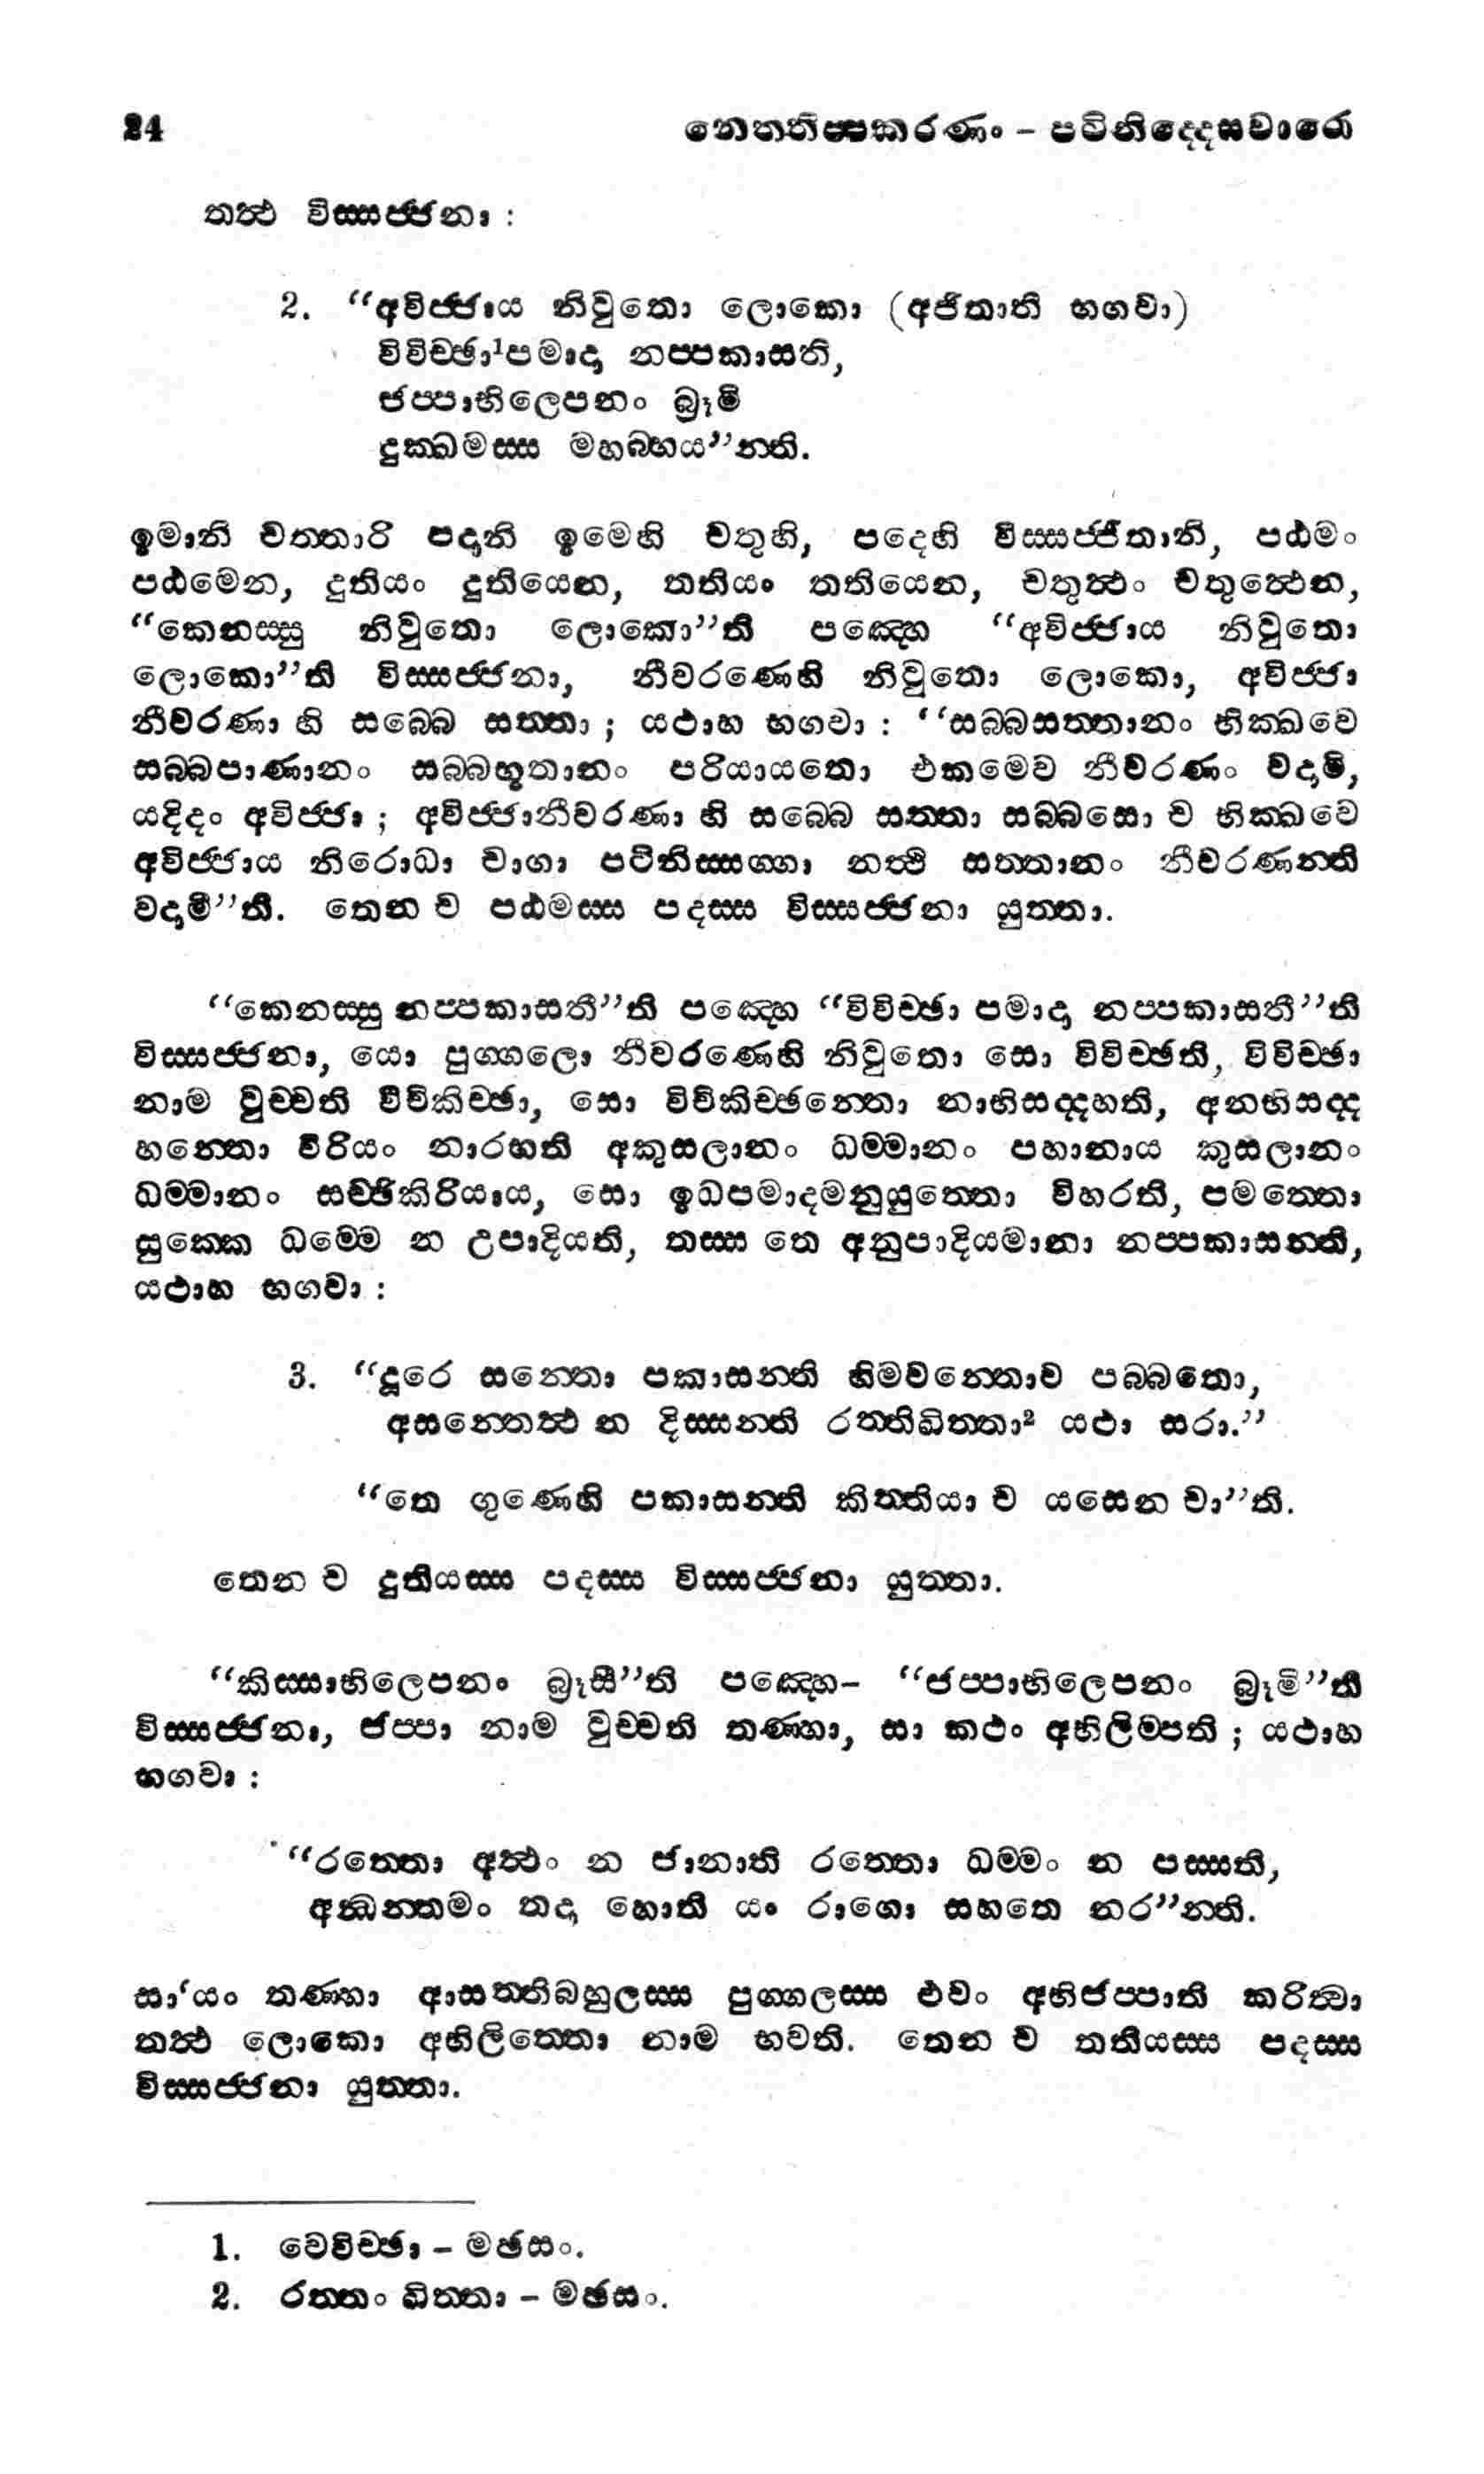 24 නෙත්තිප්පකරණං - පටිනිද්දෙසවාරො
තත්ථ විස්සජ්ජනා :
2. “අවිජ්ජාය නිවුතො ලොකො (අජිතාති භගවා)
විවිච්ඡා¹පමාදා නප්පකාසති,
ජප්පාභිලෙපනං බ්‍රූමි
දුක්ඛමස්ස මහබ්භය”න්ති.
ඉමානි චත්තාරි පදානි ඉමෙහි චතුහි, පදෙහි විස්සජ්ජිතානි, පඨමං
පඨමෙන, දුතියං දුතියෙන, තතියං තතියෙන, චතුත්ථං චතුත්ථෙන,
“කෙනස්සු නිවුතො ලොකො”ති පඤ්හෙ “අවිජ්ජාය නිවුතො
ලොකො”ති විස්සජ්ජනා, නීවරණෙහි නිවුතො ලොකො, අවිජ්ජා
නීවරණා හි සබ්බෙ සත්තා ; යථාහ භගවා : “සබ්බසත්තානං භික්ඛවෙ
සබ්බපාණානං සබ්බභූතානං පරියායතො එකමෙව නීවරණං වදාමි,
යදිදං අවිජ්ජා ; අවිජ්ජානීවරණා හි සබ්බෙ සත්තා සබ්බසො ච භික්ඛවෙ
අවිජ්ජාය නිරොධා චාගා පටිනිස්සග්ගා නත්ථි සත්තානං නීවරණන්ති
වදාමී”ති. තෙන ච පඨමස්ස පදස්ස විස්සජ්ජනා යුත්තා.
“කෙනස්සු නප්පකාසතී”ති පඤ්හෙ “විවිච්ඡා පමාදා නප්පකාසතී”ති
විස්සජ්ජනා, යො පුග්ගලො නීවරණෙහි නිවුතො සො විවිච්ඡති, විවිච්ඡා
නාම වුච්චති විචිකිච්ඡා, සො විචිකිච්ඡන්තො නාභිසද්දහති, අනභිසද්ද
හන්තො විරියං නාරභති අකුසලානං ධම්මානං පහානාය කුසලානං
ධම්මානං සච්ඡිකිරියාය, සො ඉධපමාදමනුයුත්තො විහරති, පමත්තො
සුක්කෙ ධම්මෙ න උපාදියති, තස්ස තෙ අනුපාදියමානා නප්පකාසන්ති,
යථාහ භගවා :
3. “දූරෙ සන්තො පකාසන්ති හිමවන්තොව පබ්බතො,
අසන්තෙත්ථ න දිස්සන්ති රත්තිඛිත්තා² යථා සරා.”
“තෙ ගුණෙහි පකාසන්ති කිත්තියා ච යසෙන චා”ති.
තෙන ච දුතියස්ස පදස්ස විස්සජ්ජනා යුත්තා.
“කිස්සාභිලෙපනං බ්‍රූසී”ති පඤ්හෙ– “ජප්පාභිලෙපනං බ්‍රූමි”ති
විස්සජ්ජනා, ජප්පා නාම වුච්චති තණ්හා, සා කථං අභිලිම්පති ; යථාහ
භගවා :
“රත්තො අත්ථං න ජානාති රත්තො ධම්මං න පස්සති,
අන්ධන්තමං තදා හොති යං රාගො සහතෙ නර”න්ති.
සා‘යං තණ්හා ආසත්තිබහුලස්ස පුග්ගලස්ස එවං අභිජප්පාති කරිත්වා
තත්ථ ලොකො අභිලිත්තො නාම භවති. තෙන ච තතියස්ස පදස්ස
විස්සජ්ජනා යුත්තා.
1. වෙවිච්ඡා – මඡසං.
2. රත්තං ඛිත්තා – මඡසං.